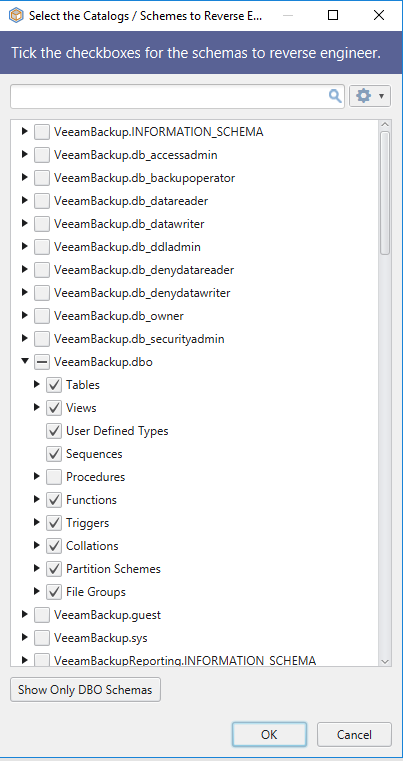 Select the Catalogs / Schemes to Reverse E...
Tick the checkboxes for the schemas to reverse engineer.
VeeamBackup.INFORMATION_SCHEMA
VeeamBackup.db_accessadmin
VeeamBackup.db_backupoperator
VeeamBackup.db_datareader
VeeamBackup.db_datawriter
VeeamBackup.db_ddladmin
VeeamBackup.db_denydatareader
VeeamBackup.db_denydatawriter
VeeamBackup.db_owner
VeeamBackup.db_securityadmin
VeeamBackup.dbo
Tables
Views
User Defined Types
Sequences
Procedures
Functions
Triggers
Collations
Partition Schemes
File Groups
VeeamBackup.guest
VeeamBackup.sys
VeeamBackupReporting.INFORMATION_SCHEMA
Show Only DBO Schemas
OK Cancel